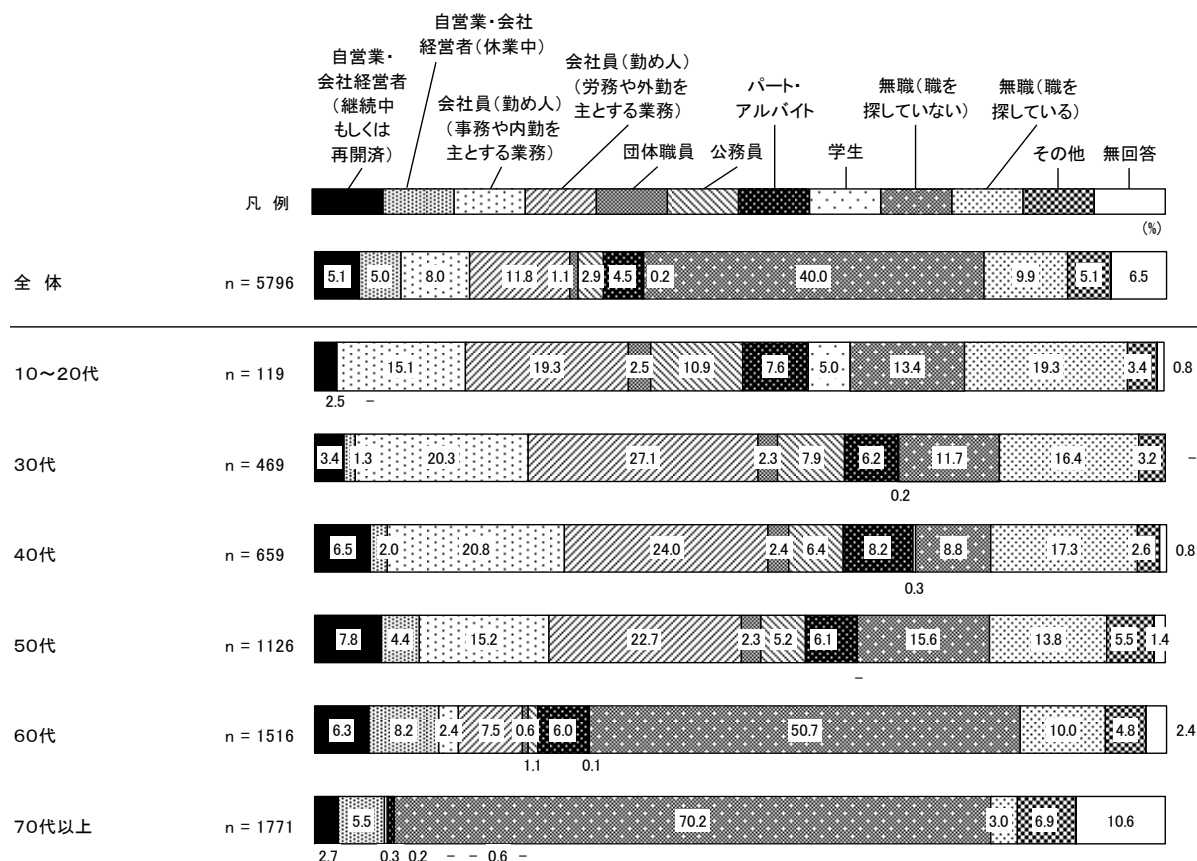 自営業・
会社経営者
(継続中
もしくは
再開済)
自営業・会社
経営者(休業中)
会社員(勤め人)
(事務や内勤を
主とする業務)
会社員(勤め人)
(労務や外勤を
主とする業務)
団体職員
公務員
パート・
アルバイト
学生
無職(職を
探していない)
無職(職を
探している)
その他
無回答
凡 例
(%)
全 体 n = 5796 5.1 5.0 8.0 11.8 1.1 2.9 4.5 0.2 40.0 9.9 5.1 6.5
10～20代 n = 119 15.1 19.3 2.5 10.9 7.6 5.0 13.4 19.3 3.4 0.8
2.5 －
30代 n = 469 3.4 1.3 20.3 27.1 2.3 7.9 6.2 11.7 16.4 3.2 －
0.2
40代 n = 659 6.5 2.0 20.8 24.0 2.4 6.4 8.2 8.8 17.3 2.6 0.8
0.3
50代 n = 1126 7.8 4.4 15.2 22.7 2.3 5.2 6.1 15.6 13.8 5.5 1.4
－
60代 n = 1516 6.3 8.2 2.4 7.5 0.6 6.0 50.7 10.0 4.8 2.4
1.1 0.1
70代以上 n = 1771 5.5 70.2 3.0 6.9 10.6
2.7 0.3 0.2 － － 0.6 －